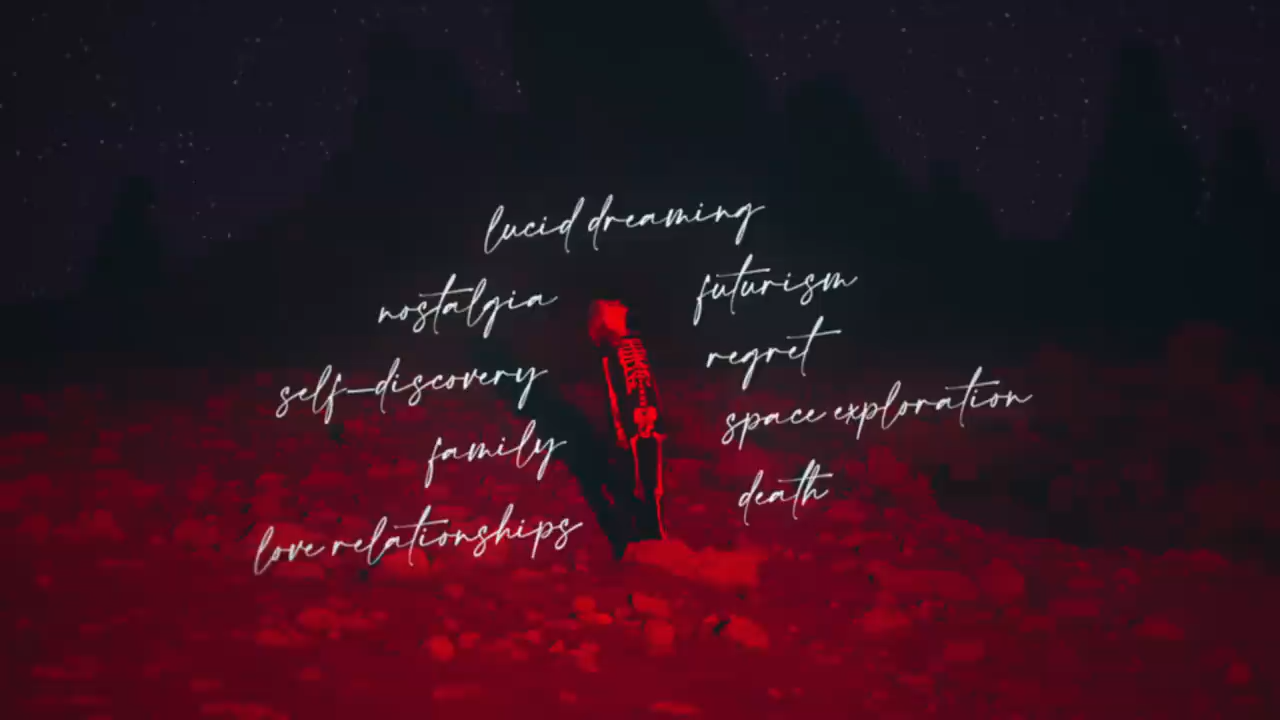 lucid dreaming
nostalgia
futurism
self-discovery
regret
family
space exploration
love relationships
death